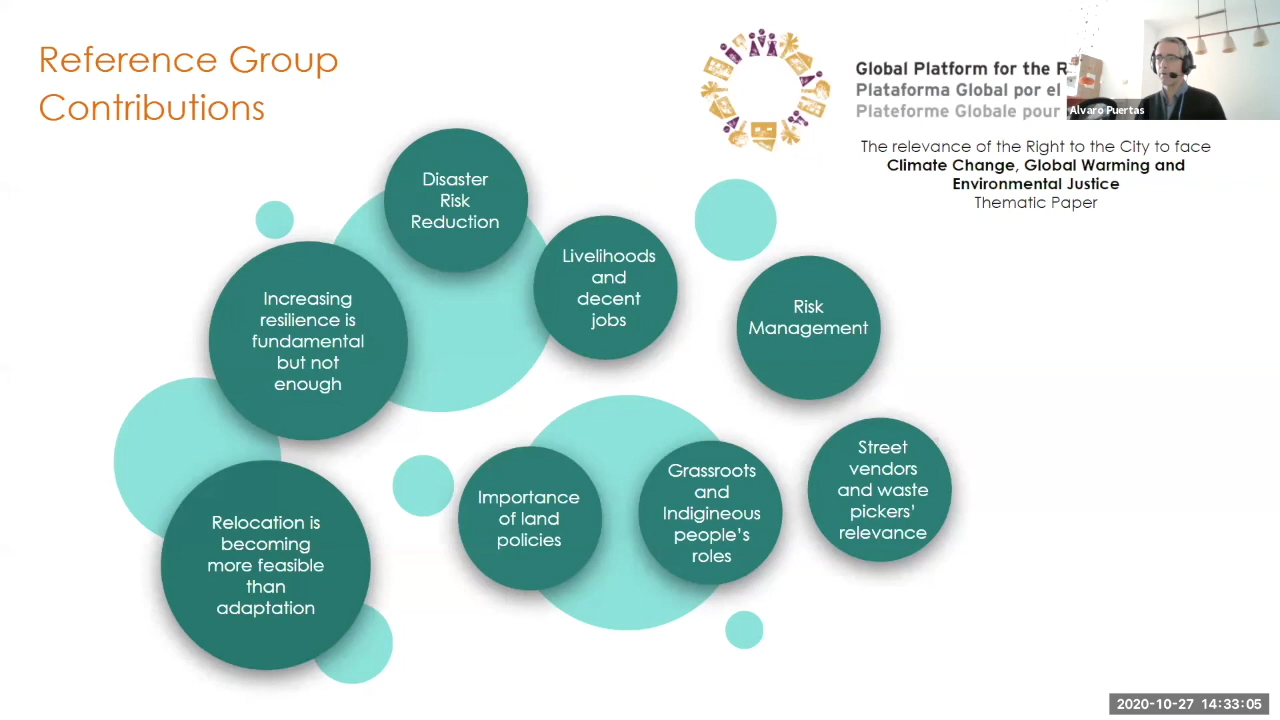 Reference Group
Contributions
Global Platform for the R
Plataforma Global por el
Plateforme Globale pour
Alvaro Puertas
The relevance of the Right to the City to face
Climate Change, Global Warming and
Environmental Justice
Thematic Paper
Disaster
Risk
Reduction
Livelihoods
and
decent
jobs
Risk
Management
Increasing
resilience is
fundamental
but not
enough
Street
vendors
and waste
pickers’
relevance
Grassroots
and
Indigineous
people’s
roles
Importance
of land
policies
Relocation is
becoming
more feasible
than
adaptation
2020-10-27 14:33:05